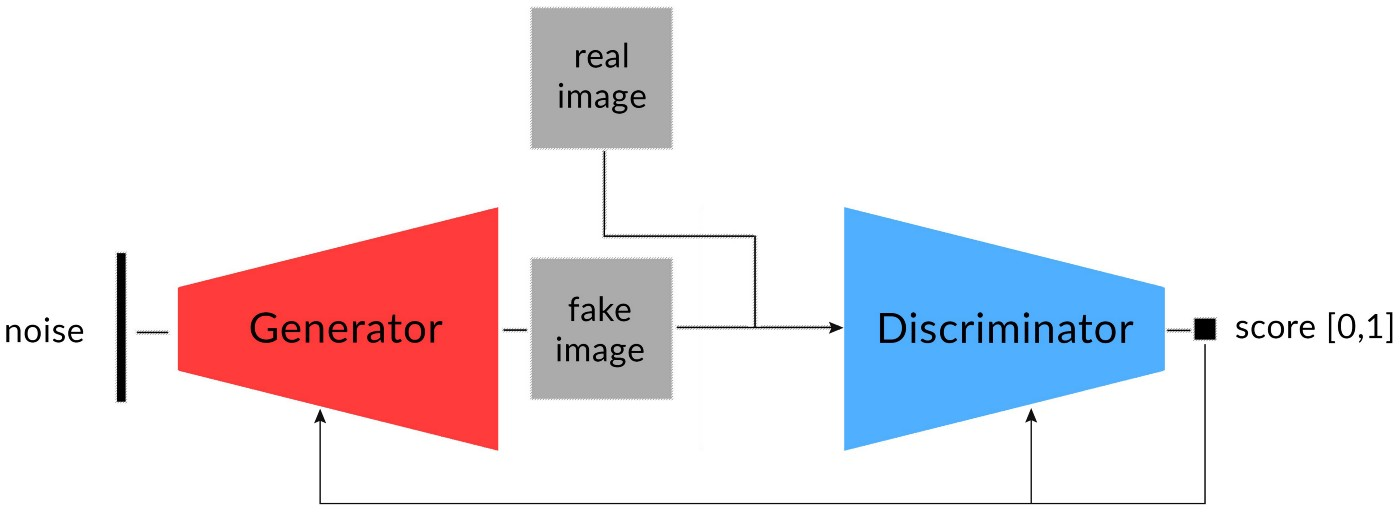 real
image
noise
Generator
fake
image
Discriminator
score [0,1]